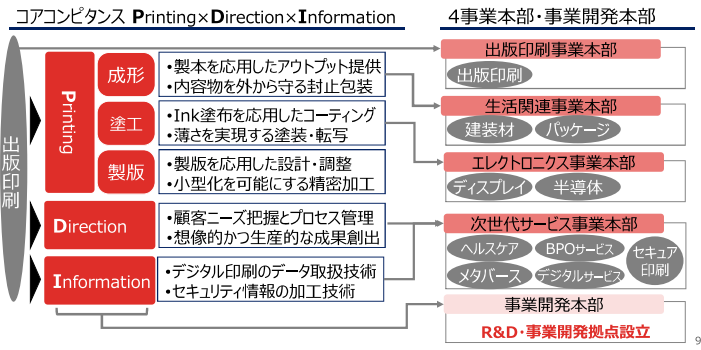 コアコンピタンス Printing×Direction×Information
4事業本部・事業開発本部
出版印刷
Printing
成形
・製本を応用したアウトプット提供
・内容物を外から守る封止包装
塗工
・Ink塗布を応用したコーティング
・薄さを実現する塗装・転写
製版
・製版を応用した設計・調整
・小型化を可能にする精密加工
Direction
・顧客ニーズ把握とプロセス管理
・想像的かつ生産的な成果創出
Information
・デジタル印刷のデータ取扱技術
・セキュリティ情報の加工技術
出版印刷事業本部
出版印刷
生活関連事業本部
建装材 パッケージ
エレクトロニクス事業本部
ディスプレイ 半導体
次世代サービス事業本部
ヘルスケア BPOサービス
メタバース デジタルサービス
セキュア
印刷
事業開発本部
R&D・事業開発拠点設立
9